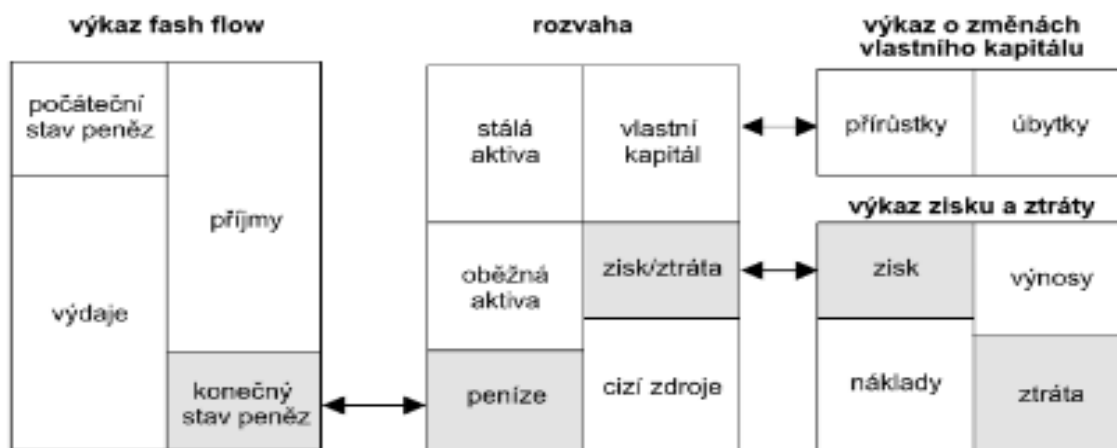 výkaz fash flow
počáteční
stav peněz
příjmy
výdaje
konečný
stav peněz
rozvaha
stálá
aktiva
vlastní
kapitál
oběžná
aktiva
zisk/ztráta
peníze
cizí zdroje
výkaz o změnách
vlastního kapitálu
přírůstky
úbytky
výkaz zisku a ztráty
zisk
výnosy
náklady
ztráta